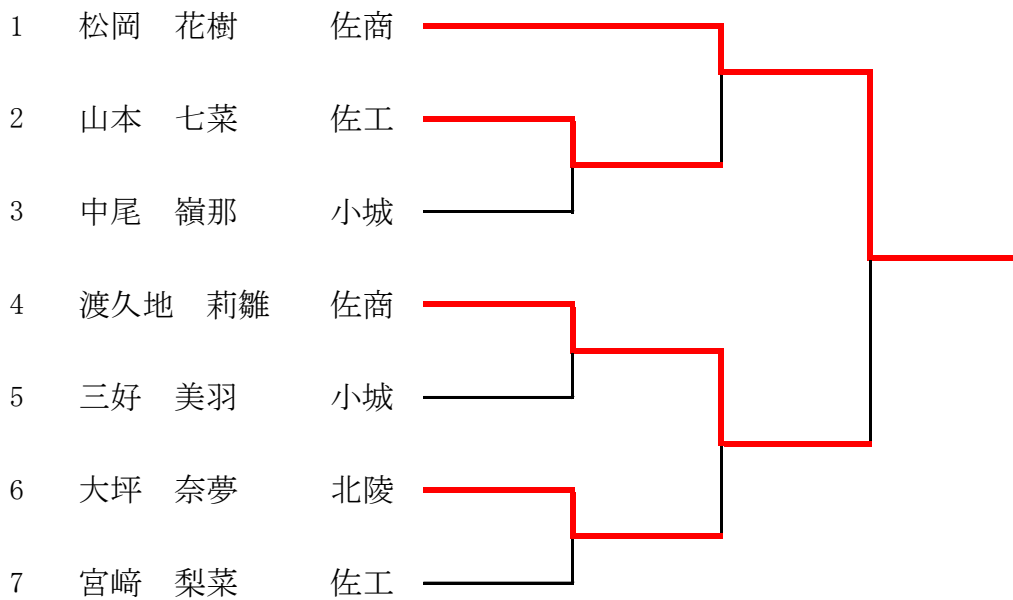 1 松岡 花樹 佐商
2 山本 七菜 佐工
3 中尾 嶺那 小城
4 渡久地 莉雛 佐商
5 三好 美羽 小城
6 大坪 奈夢 北陵
7 宮﨑 梨菜 佐工